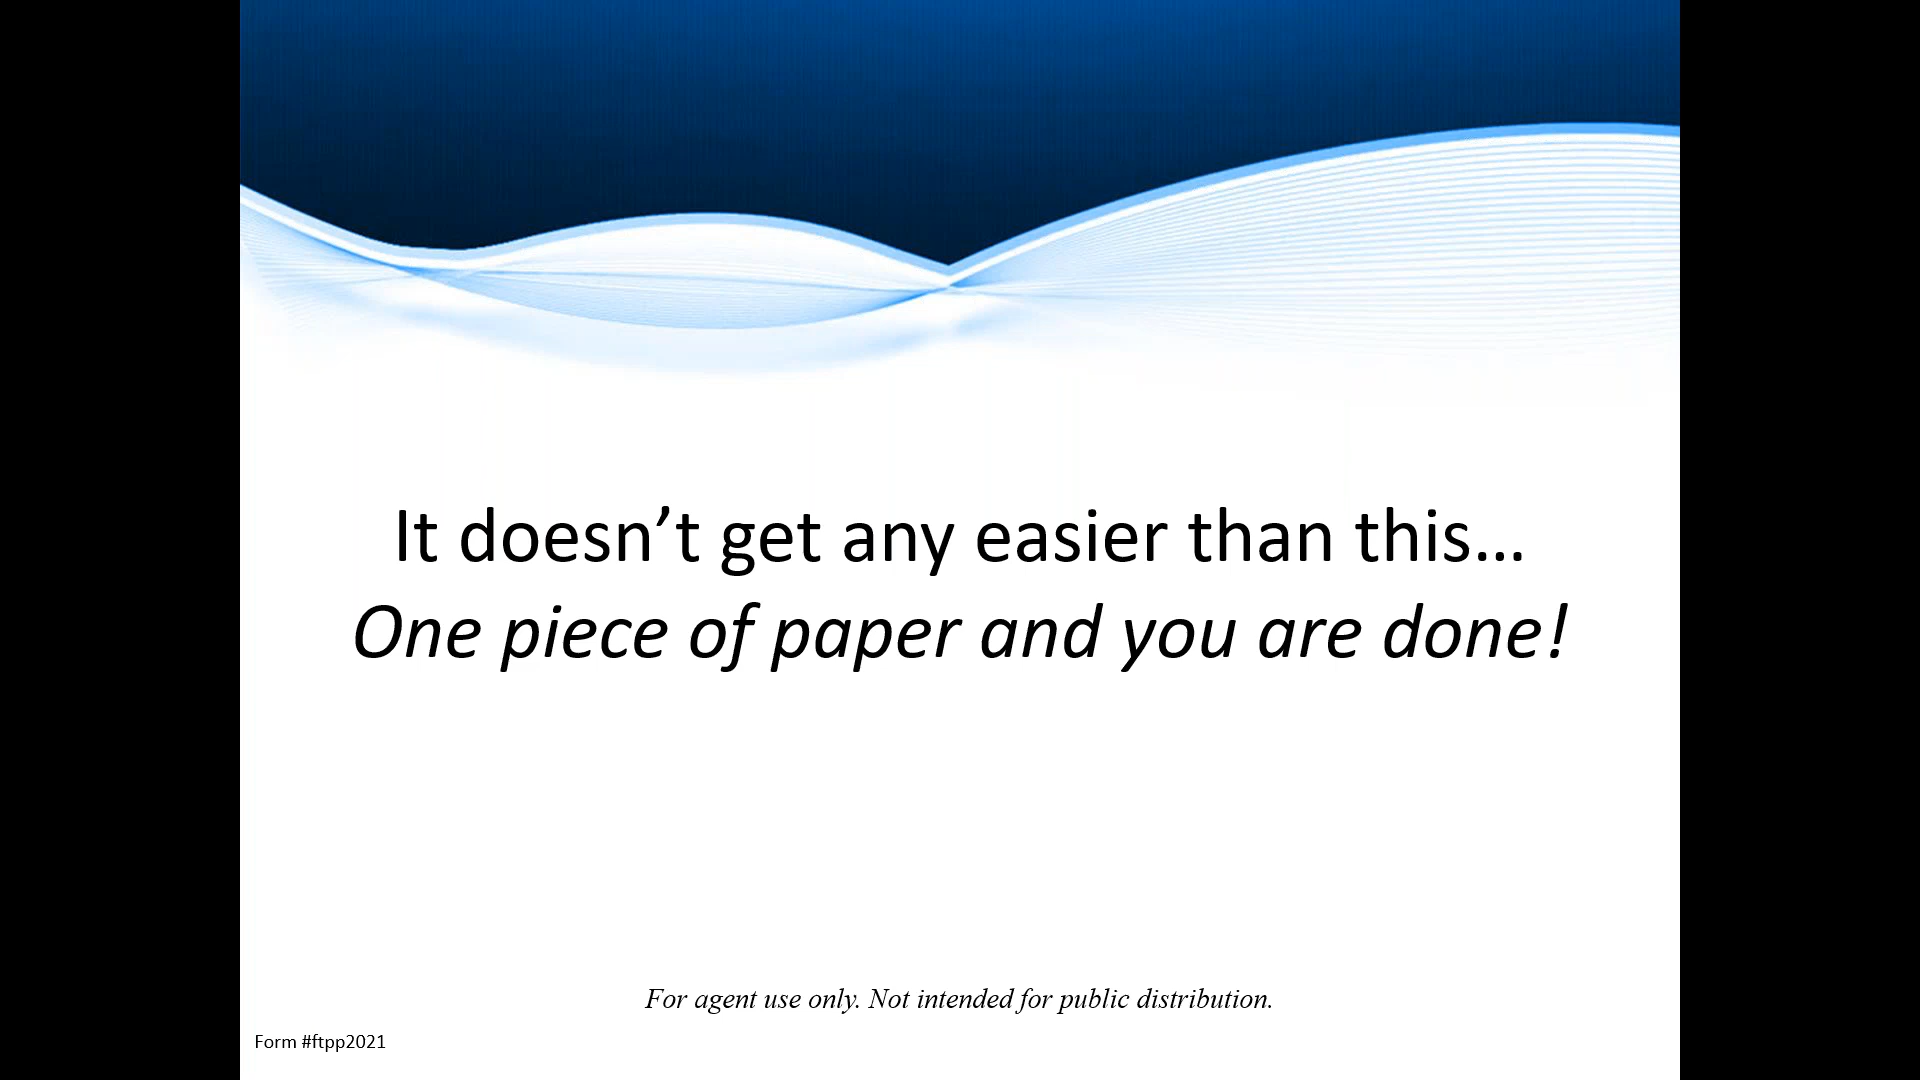 It doesn’t get any easier than this…
One piece of paper and you are done!
For agent use only. Not intended for public distribution.
Form #ftpp2021